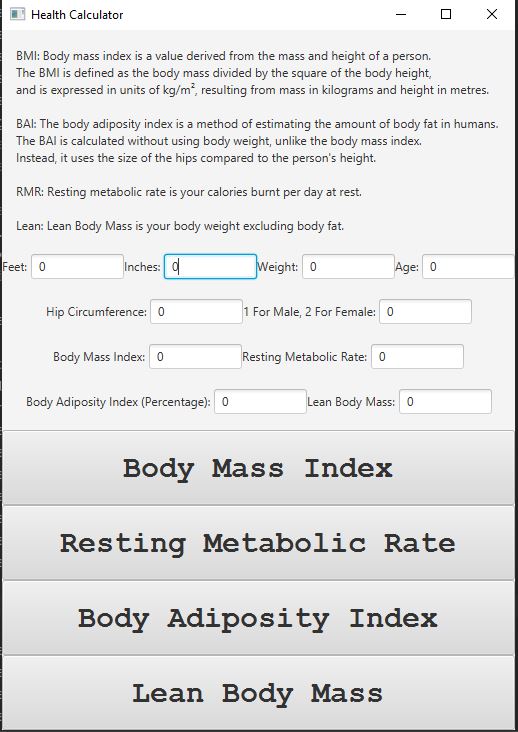 Health Calculator
BMI: Body mass index is a value derived from the mass and height of a person.
The BMI is defined as the body mass divided by the square of the body height,
and is expressed in units of kg/m², resulting from mass in kilograms and height in metres.
BAI: The body adiposity index is a method of estimating the amount of body fat in humans.
The BAI is calculated without using body weight, unlike the body mass index.
Instead, it uses the size of the hips compared to the person's height.
RMR: Resting metabolic rate is your calories burnt per day at rest.
Lean: Lean Body Mass is your body weight excluding body fat.
Feet: 0 Inches: 0 Weight: 0 Age: 0
Hip Circumference: 0 1 For Male, 2 For Female: 0
Body Mass Index: 0 Resting Metabolic Rate: 0
Body Adiposity Index (Percentage): 0 Lean Body Mass: 0
Body Mass Index
Resting Metabolic Rate
Body Adiposity Index
Lean Body Mass